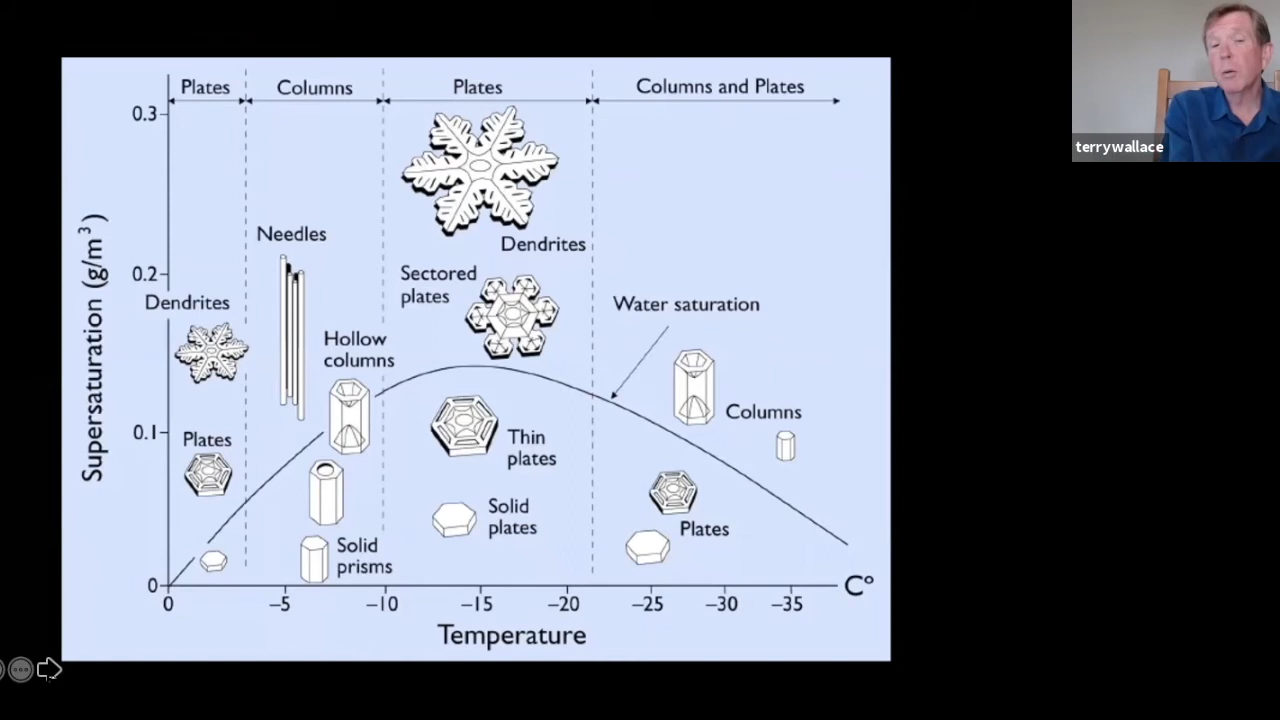 terrywallace
Plates
Columns
Plates
Columns and Plates
0.3
Needles
Dendrites
Sectored
plates
0.2
Dendrites
Water saturation
Hollow
columns
Columns
0.1
Plates
Thin
plates
Solid
plates
Plates
Solid
prisms
Supersaturation (g/m³)
0
C°
0
–5
–10
–15
–20
–25
–30
–35
Temperature